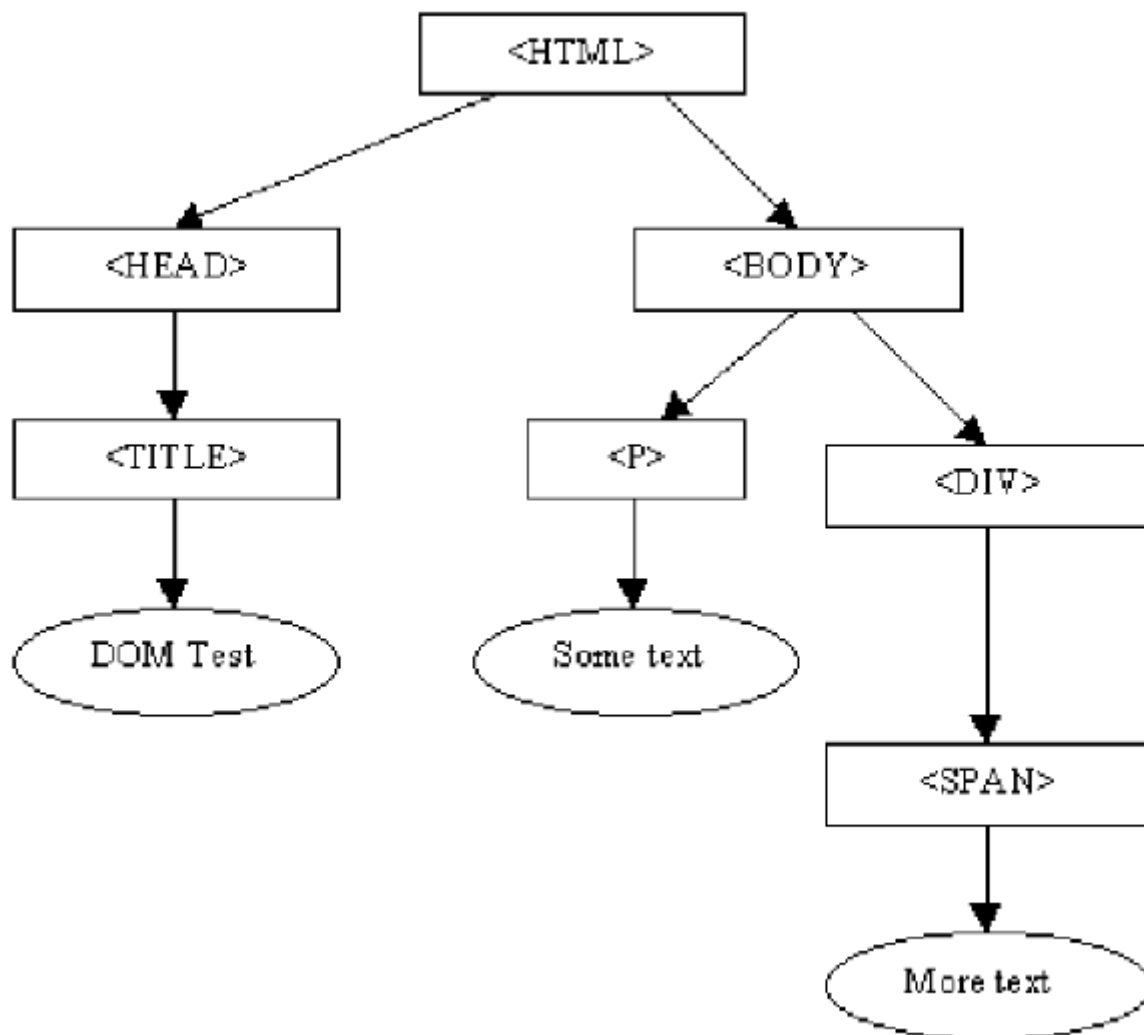 <HTML>
<HEAD>
<BODY>
<TITLE>
<P>
<DIV>
DOM Test
Some text
<SPAN>
More text